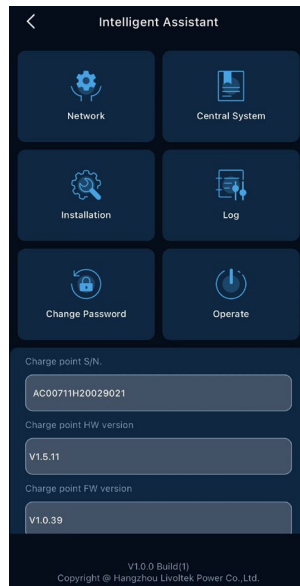 Intelligent Assistant
Network
Central System
Installation
Log
Change Password
Operate
Charge point S/N.
AC00711H20029021
Charge point HW version
V1.5.11
Charge point FW version
V1.0.39
V1.0.0 Build(1)
Copyright @ Hangzhou Livoltek Power Co.,Ltd.